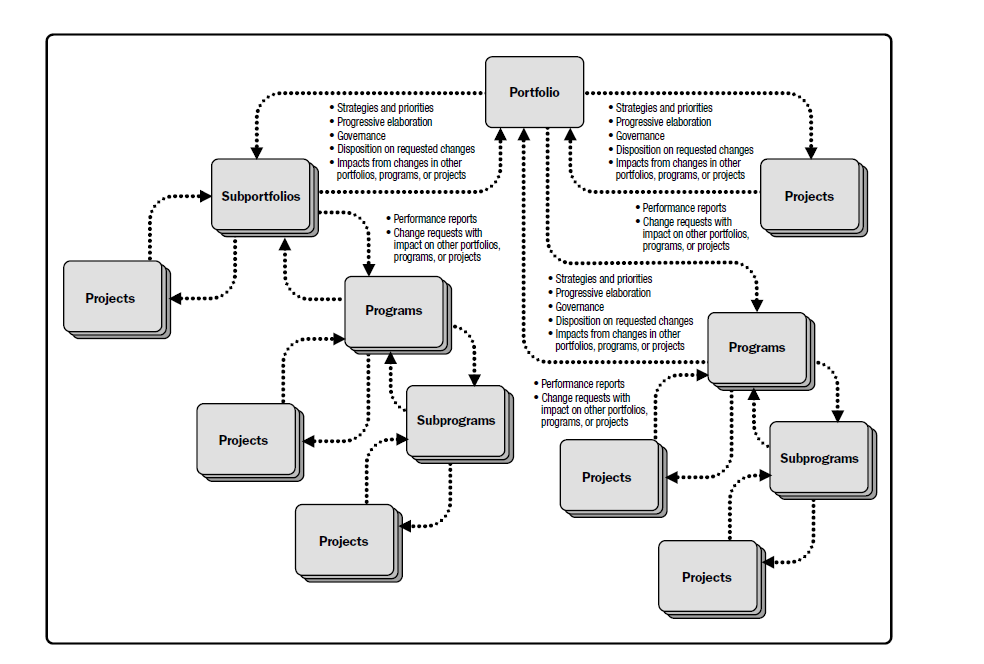 Portfolio
• Strategies and priorities
• Progressive elaboration
• Governance
• Disposition on requested changes
• Impacts from changes in other
portfolios, programs, or projects
• Strategies and priorities
• Progressive elaboration
• Governance
• Disposition on requested changes
• Impacts from changes in other
portfolios, programs, or projects
Subportfolios
Projects
• Performance reports
• Change requests with
impact on other portfolios,
programs, or projects
• Performance reports
• Change requests with
impact on other portfolios,
programs, or projects
Projects
Programs
• Strategies and priorities
• Progressive elaboration
• Governance
• Disposition on requested changes
• Impacts from changes in other
portfolios, programs, or projects
Programs
• Performance reports
• Change requests with
impact on other portfolios,
programs, or projects
Projects
Subprograms
Projects
Subprograms
Projects
Projects